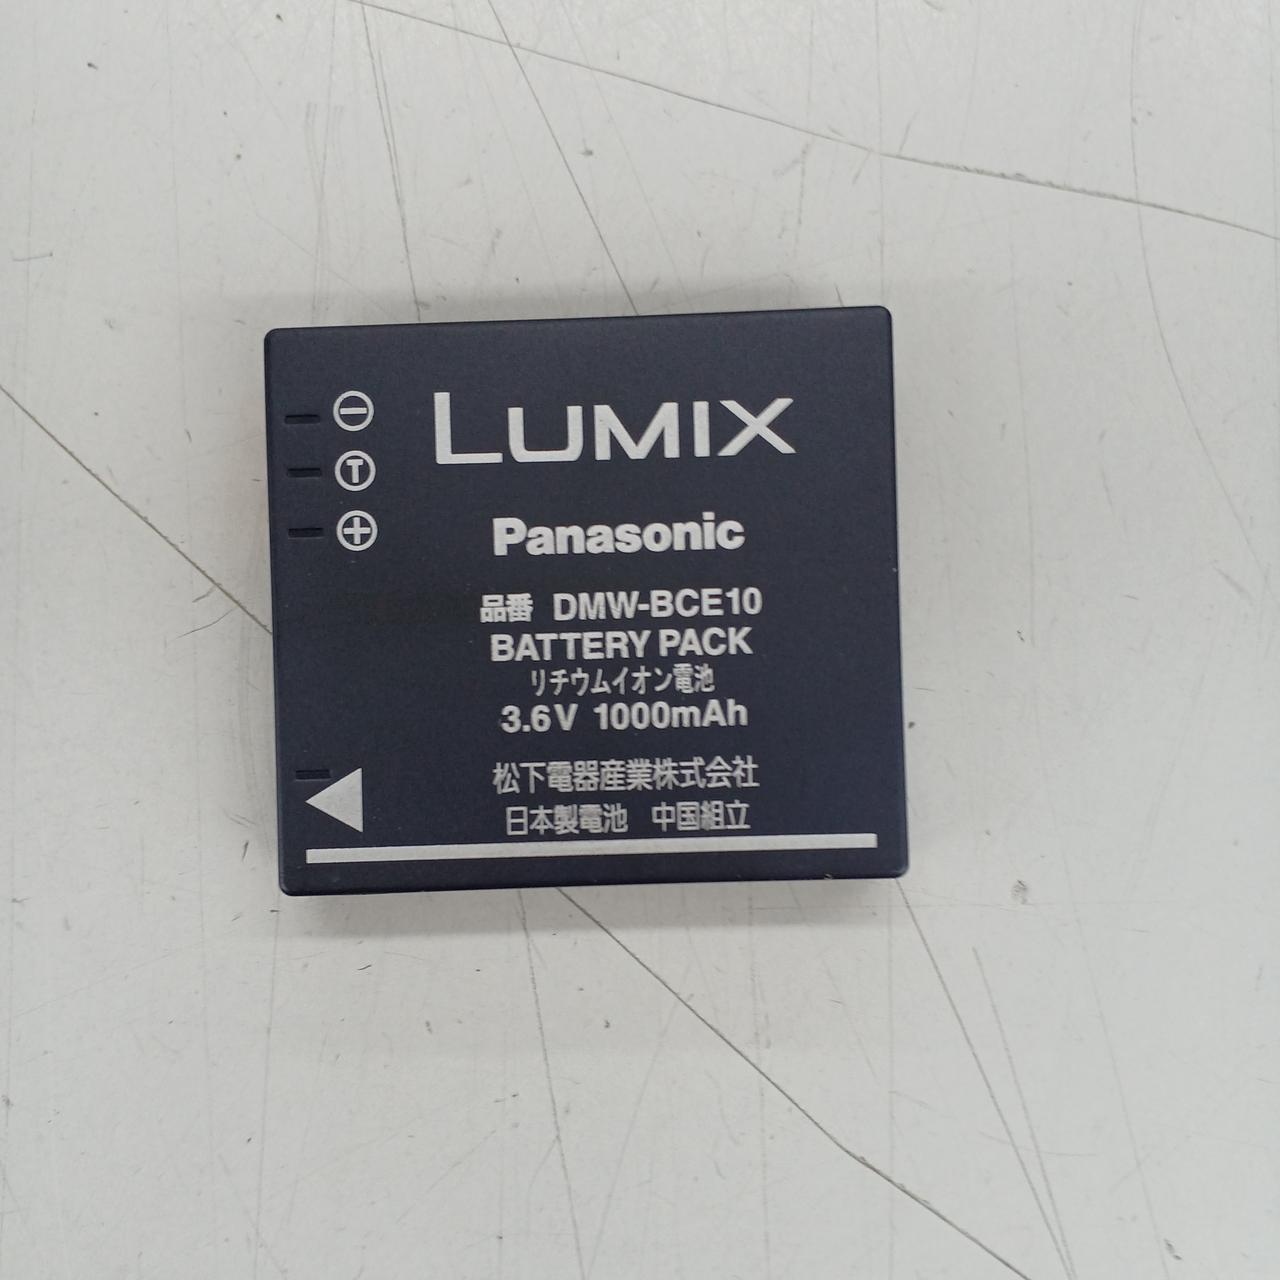 LUMIX
Panasonic
品番 DMW-BCE10
BATTERY PACK
リチウムイオン電池
3.6V 1000mAh
松下電器産業株式会社
日本製電池 中国組立
⊖
T
⊕